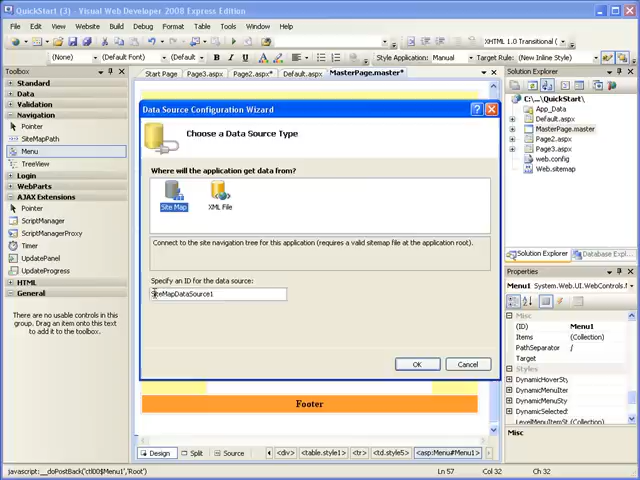 QuickStart (3) - Visual Web Developer 2008 Express Edition
File Edit View Website Build Debug Format Table Tools Window Help
XHTML 1.0 Transitional (
(None) (Default Font) (Default B I U Style Application: Manual Target Rule: (New Inline Style)
Toolbox
Standard
Data
Validation
Navigation
Pointer
SiteMapPath
Menu
TreeView
Login
WebParts
AJAX Extensions
Pointer
ScriptManager
ScriptManagerProxy
Timer
UpdatePanel
UpdateProgress
HTML
General
There are no usable controls in this
group. Drag an item onto this text
to add it to the toolbox.
Start Page Page3.aspx Page2.aspx* Default.aspx MasterPage.master*
Data Source Configuration Wizard
Choose a Data Source Type
Where will the application get data from?
Site Map XML File
Connect to the site navigation tree for this application (requires a valid sitemap file at the application root).
Specify an ID for the data source:
SiteMapDataSource1
OK Cancel
Footer
Design Split Source <div> <table.style1> <tr> <td.style5> <asp:Menu#Menu1>
Solution Explorer
C:\...\QuickStart\
App_Data
Default.aspx
MasterPage.master
Page2.aspx
Page3.aspx
web.config
Web.sitemap
Solution Explorer Database Expl..
Properties
Menu1 System.Web.UI.WebControls.M
Misc
(ID) Menu1
Items (Collection)
PathSeparator /
Target
Styles
DynamicHoverSty
DynamicMenuItem (Collection)
DynamicMenuSty
DynamicSelected
LevelMenuItemSt (Collection)
Misc
javascript:__doPostBack('ctl00$Menu1','Root') Ln 57 Col 32 Ch 32